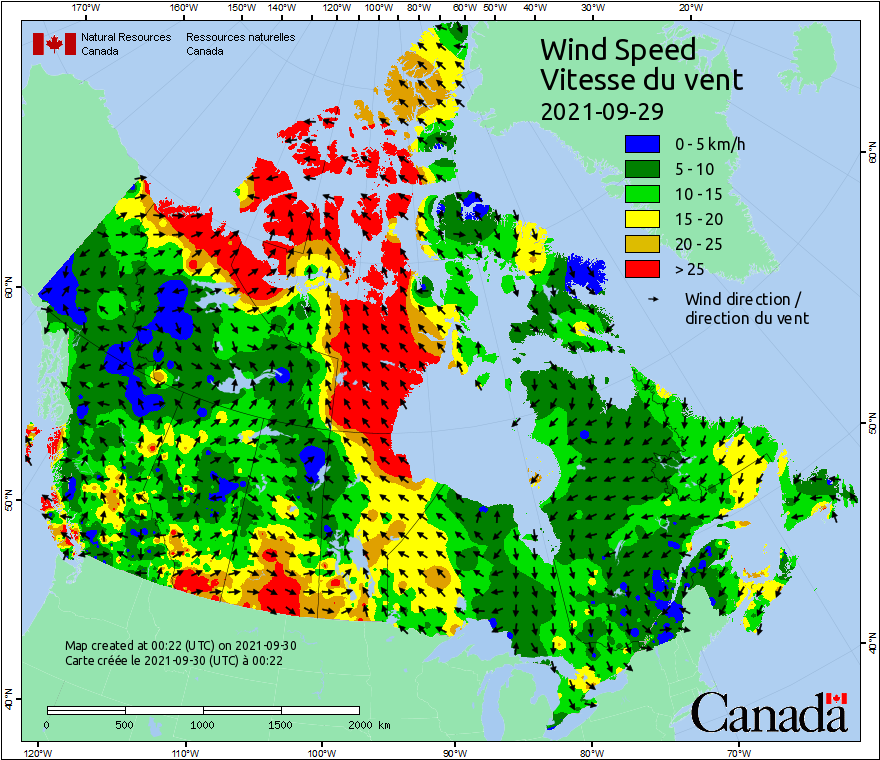 170°W 160°W 150°W 140°W 120°W 100°W 80°W 60°W 50°W 40°W 30°W 20°W
Natural Resources Ressources naturelles
Canada Canada
Wind Speed
Vitesse du vent
2021-09-29
0 - 5 km/h
5 - 10
10 - 15
15 - 20
20 - 25
> 25
Wind direction /
direction du vent
60°N
60°N
50°N
50°N
40°N
40°N
Map created at 00:22 (UTC) on 2021-09-30
Carte créée le 2021-09-30 (UTC) à 00:22
0 500 1000 1500 2000 km
Canada
120°W 110°W 100°W 90°W 80°W 70°W